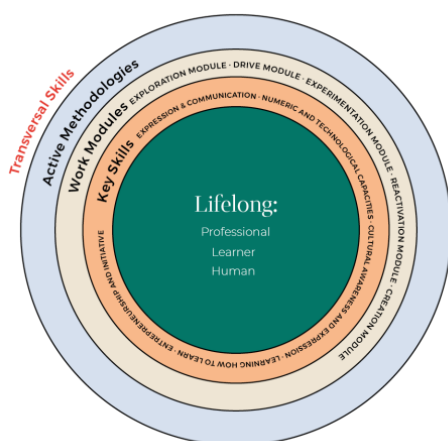 Transversal Skills
Active Methodologies
Work Modules
EXPLORATION MODULE · DRIVE MODULE · EXPERIMENTATION MODULE · REACTIVATION MODULE · CREATION MODULE
Key Skills
EXPRESSION & COMMUNICATION · NUMERIC AND TECHNOLOGICAL CAPACITIES · CULTURAL AWARENESS AND EXPRESSION · LEARNING HOW TO LEARN · ENTREPRENEURSHIP AND INITIATIVE
Lifelong:
Professional
Learner
Human